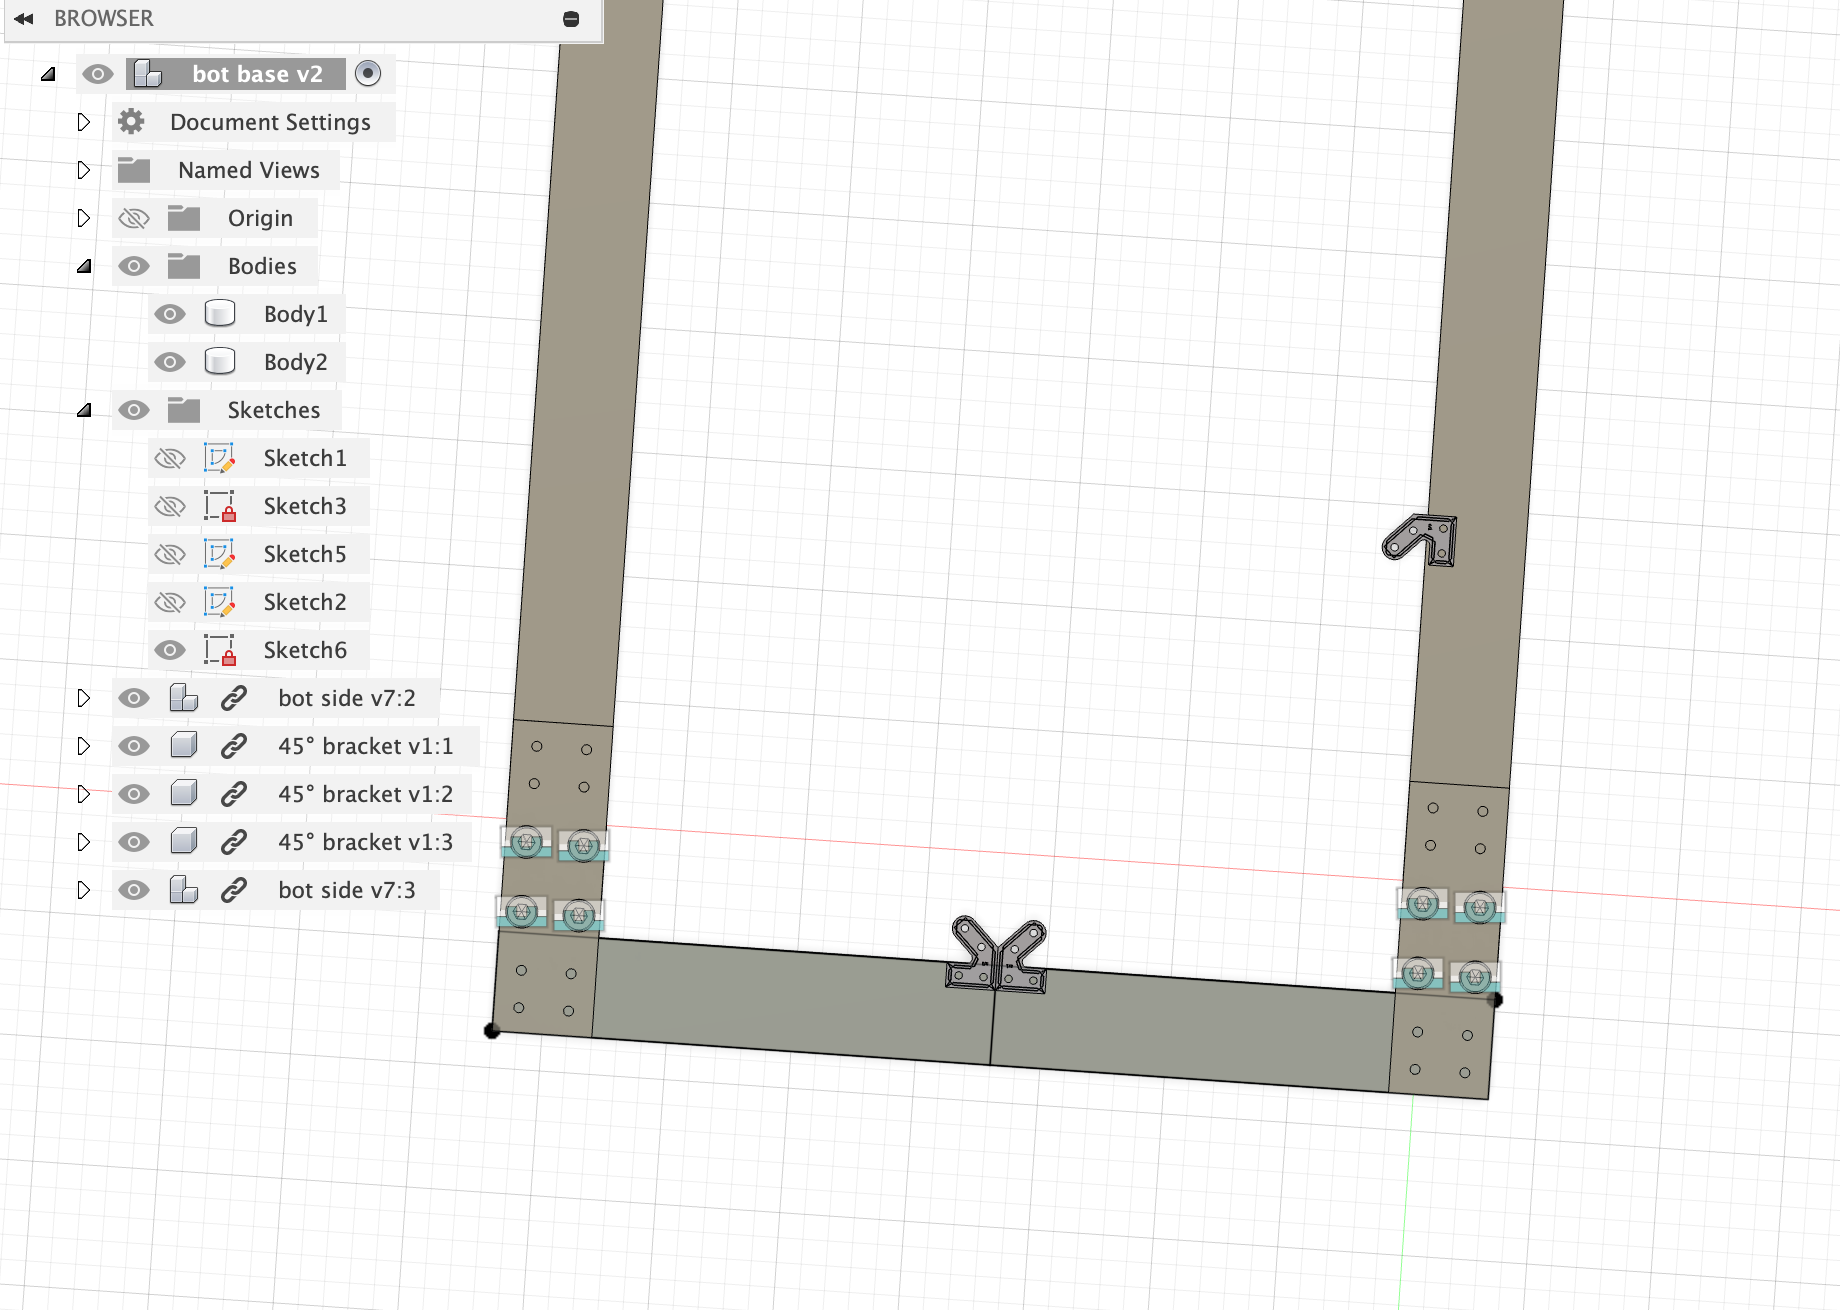 BROWSER
bot base v2
Document Settings
Named Views
Origin
Bodies
Body1
Body2
Sketches
Sketch1
Sketch3
Sketch5
Sketch2
Sketch6
bot side v7:2
45° bracket v1:1
45° bracket v1:2
45° bracket v1:3
bot side v7:3